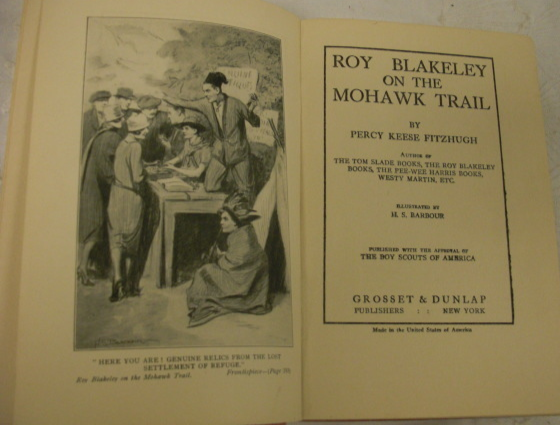 "HERE YOU ARE! GENUINE RELICS FROM THE LOST
SETTLEMENT OF REFUGE."
Roy Blakeley on the Mohawk Trail. Frontispiece—(Page
ROY BLAKELEY
ON THE
MOHAWK TRAIL
BY
PERCY KEESE FITZHUGH
AUTHOR OF
THE TOM SLADE BOOKS, THE ROY BLAKELEY
BOOKS, THE PEE-WEE HARRIS BOOKS,
WESTY MARTIN, ETC.
ILLUSTRATED BY
H. S. BARBOUR
PUBLISHED WITH THE APPROVAL OF
THE BOY SCOUTS OF AMERICA
GROSSET & DUNLAP
PUBLISHERS : : NEW YORK
Made in the United States of America